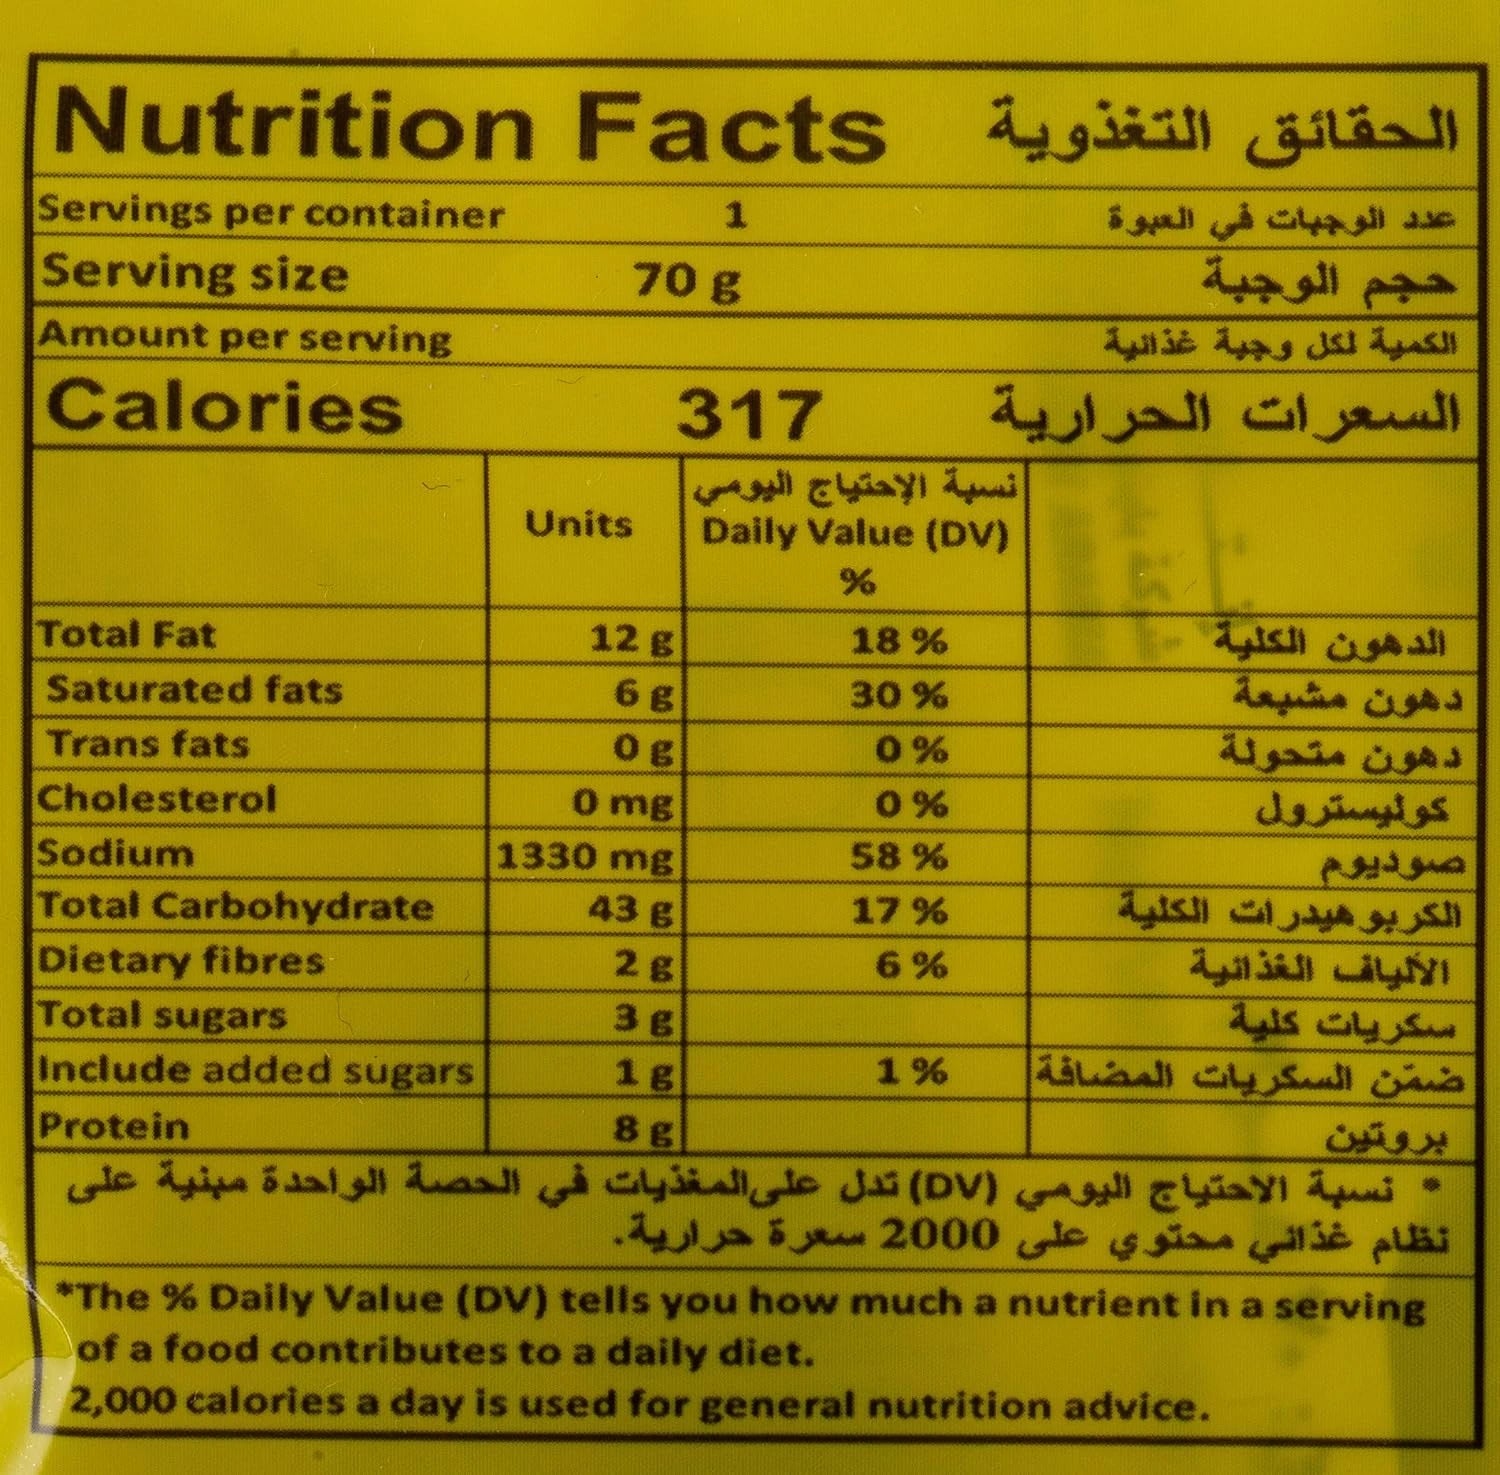 Nutrition Facts الحقائق التغذوية
Servings per container 1 عدد الوجبات في العبوة
Serving size 70 g حجم الوجبة
Amount per serving الكمية لكل وجبة غذائية
Calories 317 السعرات الحرارية
نسبة الإحتياج اليومي
Units Daily Value (DV)
%
Total Fat 12 g 18 % الدهون الكلية
Saturated fats 6 g 30 % دهون مشبعة
Trans fats 0 g 0 % دهون متحولة
Cholesterol 0 mg 0 % كوليسترول
Sodium 1330 mg 58 % صوديوم
Total Carbohydrate 43 g 17 % الكربوهيدرات الكلية
Dietary fibres 2 g 6 % الألياف الغذائية
Total sugars 3 g سكريات كلية
Include added sugars 1 g 1 % ضمّن السكريات المضافة
Protein 8 g بروتين
* نسبة الاحتياج اليومي (DV) تدل على المغذيات في الحصة الواحدة مبنية على
نظام غذائي محتوي على 2000 سعرة حرارية.
*The % Daily Value (DV) tells you how much a nutrient in a serving
of a food contributes to a daily diet.
2,000 calories a day is used for general nutrition advice.